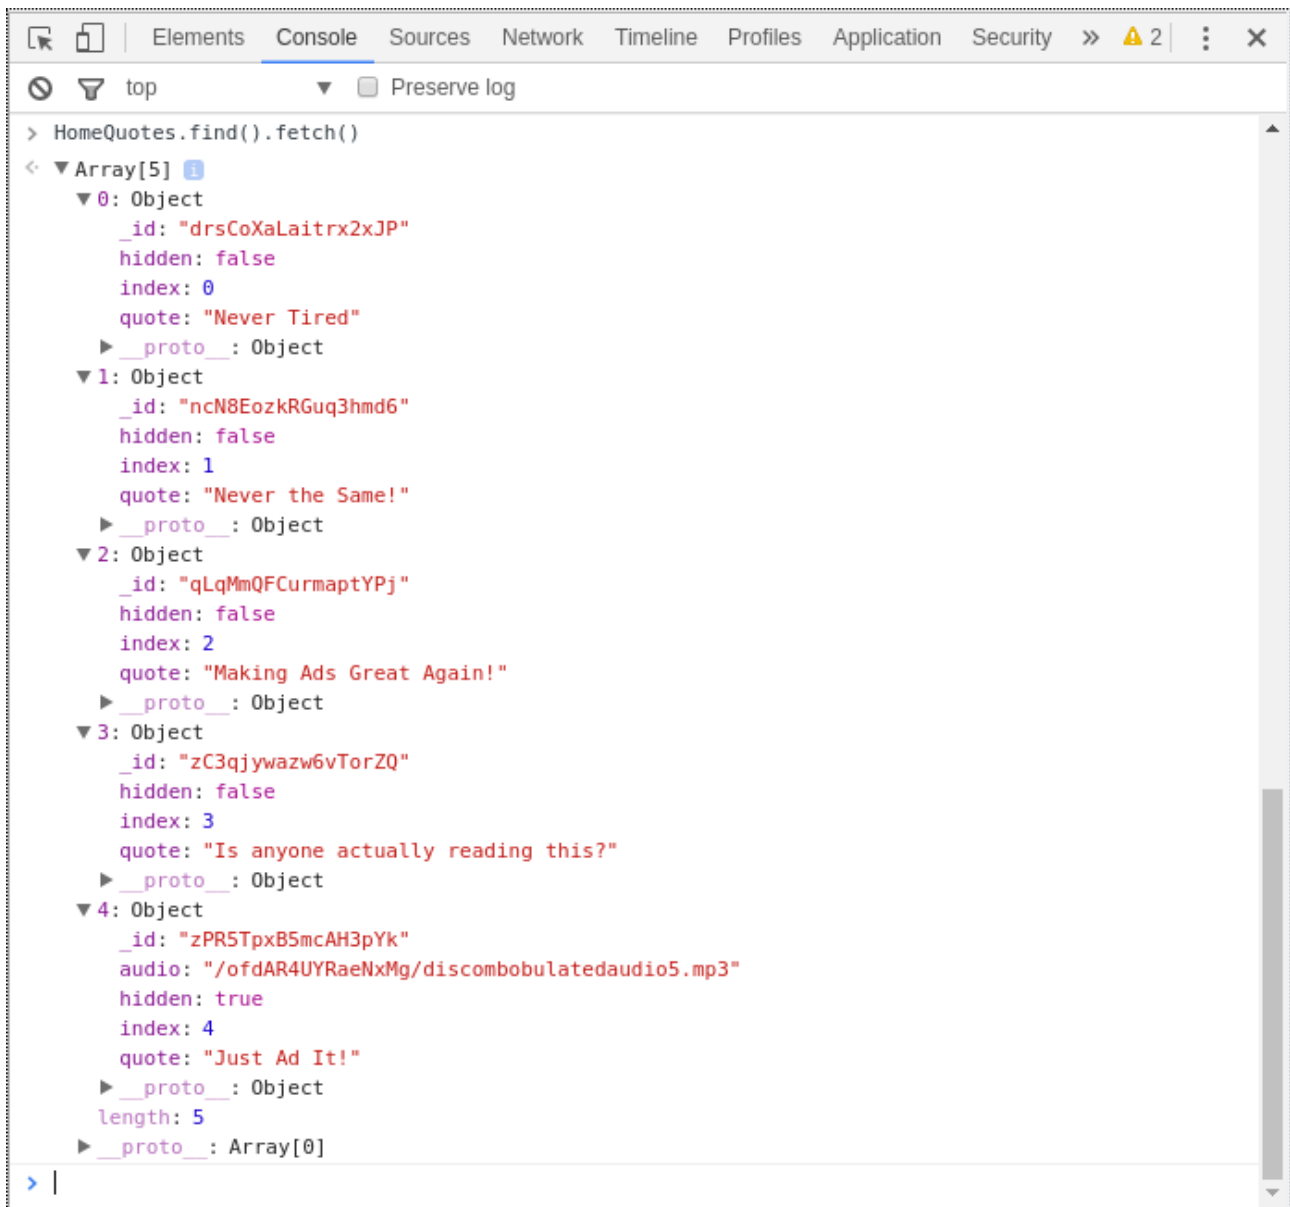 Elements Console Sources Network Timeline Profiles Application Security » 2
top Preserve log
> HomeQuotes.find().fetch()
Array[5] i
0: Object
_id: "drsCoXaLaitrx2xJP"
hidden: false
index: 0
quote: "Never Tired"
__proto__: Object
1: Object
_id: "ncN8EozkRGuq3hmd6"
hidden: false
index: 1
quote: "Never the Same!"
__proto__: Object
2: Object
_id: "qLqMmQFCurmaptYPj"
hidden: false
index: 2
quote: "Making Ads Great Again!"
__proto__: Object
3: Object
_id: "zC3qjywazw6vTorZQ"
hidden: false
index: 3
quote: "Is anyone actually reading this?"
__proto__: Object
4: Object
_id: "zPR5TpxB5mcAH3pYk"
audio: "/ofdAR4UYRaeNxMg/discombobulatedaudio5.mp3"
hidden: true
index: 4
quote: "Just Ad It!"
__proto__: Object
length: 5
__proto__: Array[0]
>